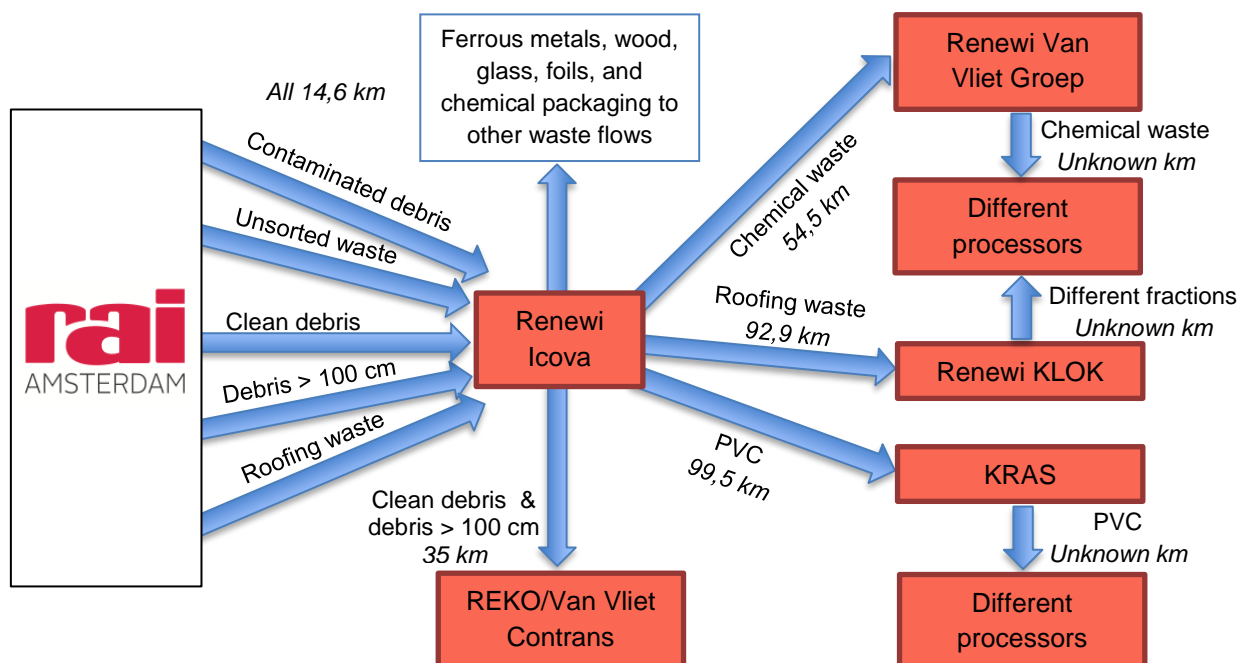 Ferrous metals, wood,
glass, foils, and
chemical packaging to
other waste flows
All 14,6 km
rai
AMSTERDAM
Contaminated debris
Unsorted waste
Clean debris
Debris > 100 cm
Roofing waste
Renewi
Icova
Clean debris &
debris > 100 cm
35 km
REKO/Van Vliet
Contrans
Chemical waste
54,5 km
Roofing waste
92,9 km
PVC
99,5 km
Renewi Van
Vliet Groep
Chemical waste
Unknown km
Different
processors
Different fractions
Unknown km
Renewi KLOK
KRAS
PVC
Unknown km
Different
processors